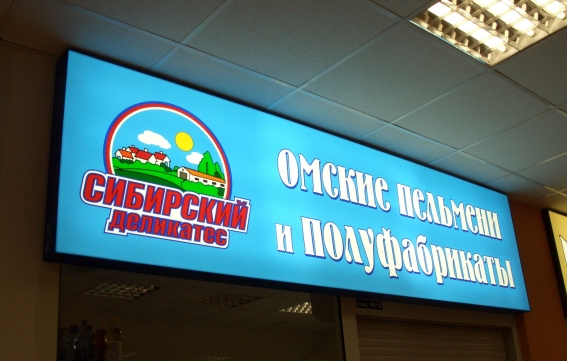 СИБИРСКИЙ
деликатес
ОМСКИЕ ПЕЛЬМЕНИ
и ПОЛУФАБРИКАТЫ